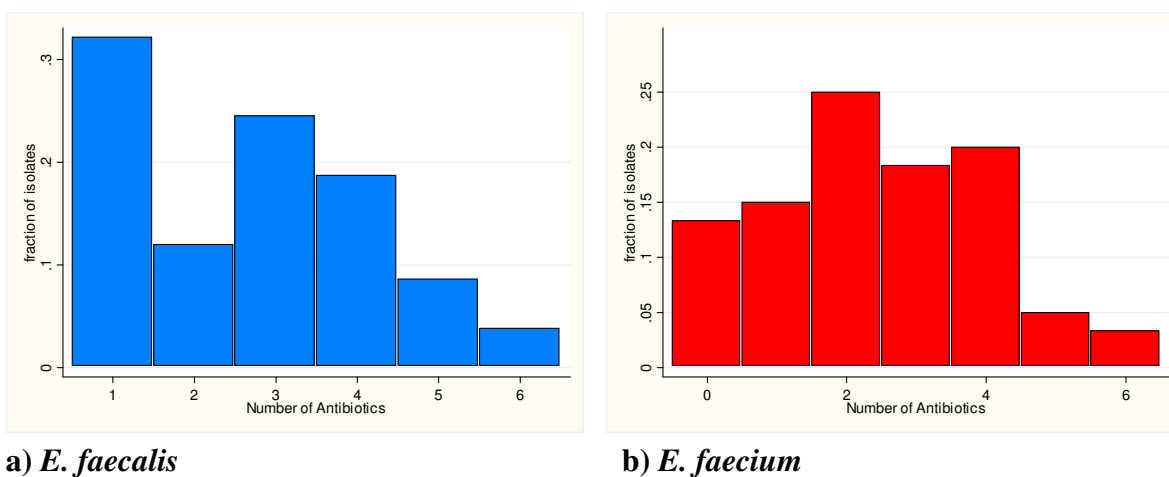 .3
.2
.1
0
fraction of isolates
1 2 3 4 5 6
Number of Antibiotics
a) E. faecalis
.25
.2
.15
.1
.05
0
fraction of isolates
0 2 4 6
Number of Antibiotics
b) E. faecium